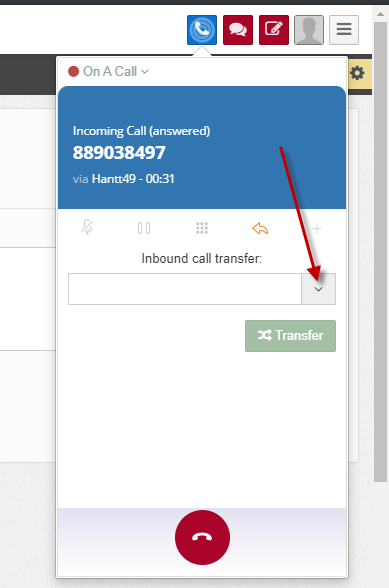 On A Call
Incoming Call (answered)
889038497
via Hantt49 - 00:31
Inbound call transfer:
Transfer